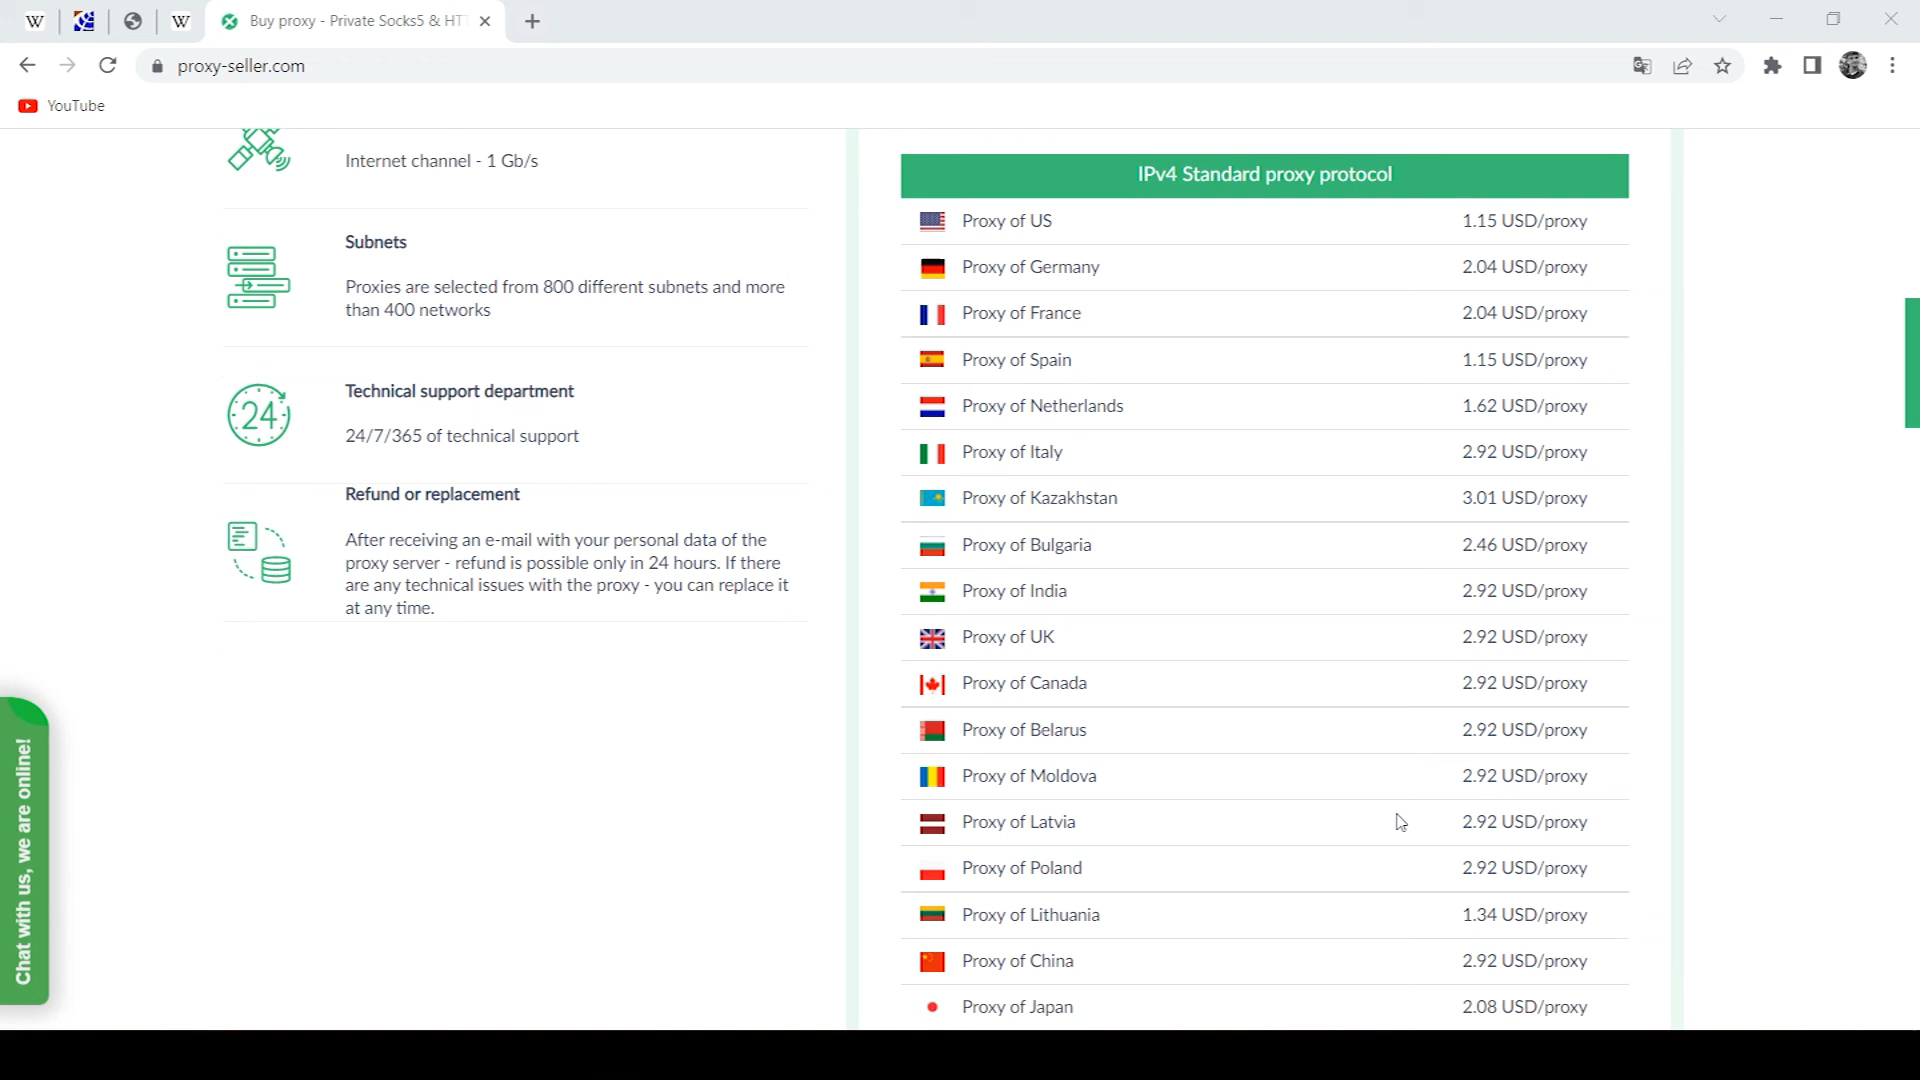 W
W
Buy proxy - Private Socks5 & HT
proxy-seller.com
YouTube
Internet channel - 1 Gb/s
Subnets
Proxies are selected from 800 different subnets and more
than 400 networks
24
Technical support department
24/7/365 of technical support
Refund or replacement
After receiving an e-mail with your personal data of the
proxy server - refund is possible only in 24 hours. If there
are any technical issues with the proxy - you can replace it
at any time.
Chat with us, we are online!
IPv4 Standard proxy protocol
Proxy of US 1.15 USD/proxy
Proxy of Germany 2.04 USD/proxy
Proxy of France 2.04 USD/proxy
Proxy of Spain 1.15 USD/proxy
Proxy of Netherlands 1.62 USD/proxy
Proxy of Italy 2.92 USD/proxy
Proxy of Kazakhstan 3.01 USD/proxy
Proxy of Bulgaria 2.46 USD/proxy
Proxy of India 2.92 USD/proxy
Proxy of UK 2.92 USD/proxy
Proxy of Canada 2.92 USD/proxy
Proxy of Belarus 2.92 USD/proxy
Proxy of Moldova 2.92 USD/proxy
Proxy of Latvia 2.92 USD/proxy
Proxy of Poland 2.92 USD/proxy
Proxy of Lithuania 1.34 USD/proxy
Proxy of China 2.92 USD/proxy
Proxy of Japan 2.08 USD/proxy